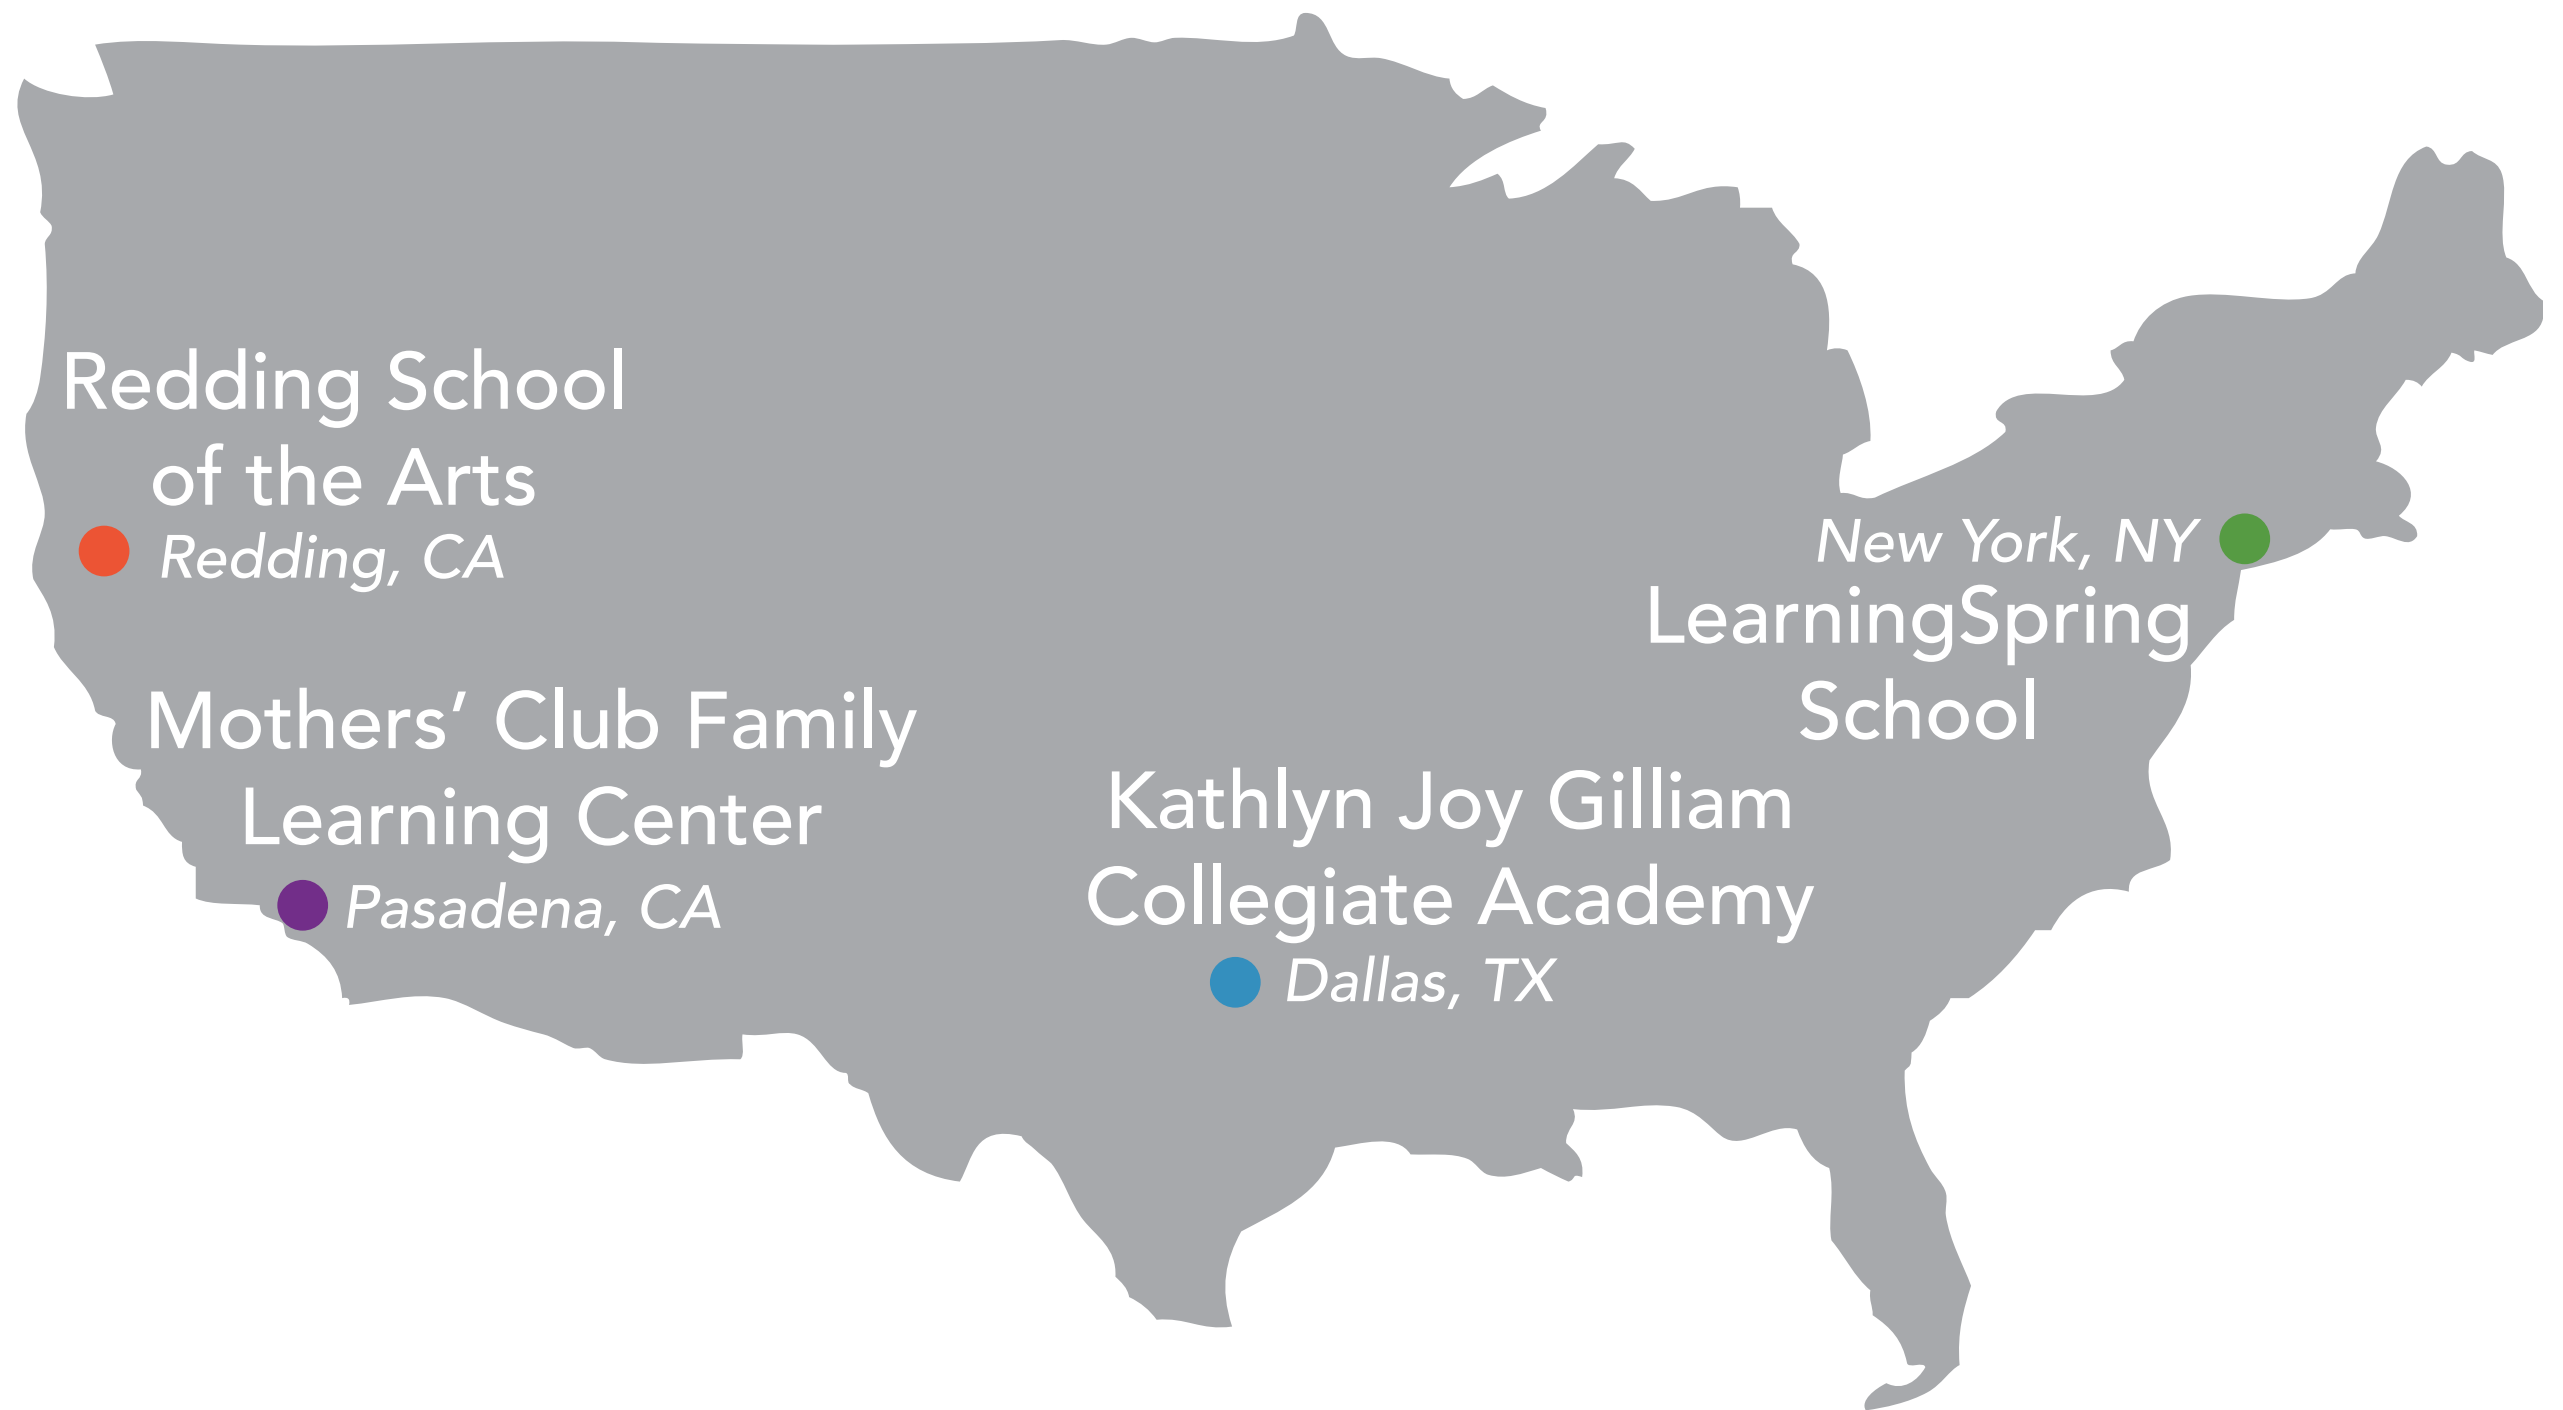 Redding School
of the Arts
Redding, CA
Mothers‘ Club Family
Learning Center
Pasadena, CA
Kathlyn Joy Gilliam
Collegiate Academy
Dallas, TX
New York, NY
LearningSpring
School